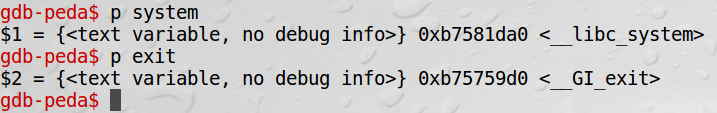 gdb-peda$ p system
$1 = {<text variable, no debug info>} 0xb7581da0 <__libc_system>
gdb-peda$ p exit
$2 = {<text variable, no debug info>} 0xb75759d0 <__GI_exit>
gdb-peda$